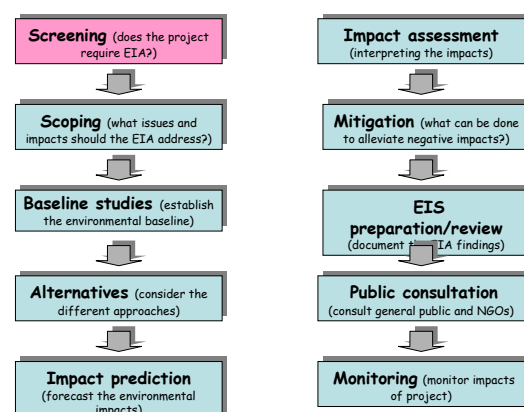 Screening (does the project
require EIA?)
Scoping (what issues and
impacts should the EIA address?)
Baseline studies (establish
the environmental baseline)
Alternatives (consider the
different approaches)
Impact prediction
(forecast the environmental
impacts)
Impact assessment
(interpreting the impacts)
Mitigation (what can be done
to alleviate negative impacts?)
EIS
preparation/review
(document the EIA findings)
Public consultation
(consult general public and NGOs)
Monitoring (monitor impacts
of project)